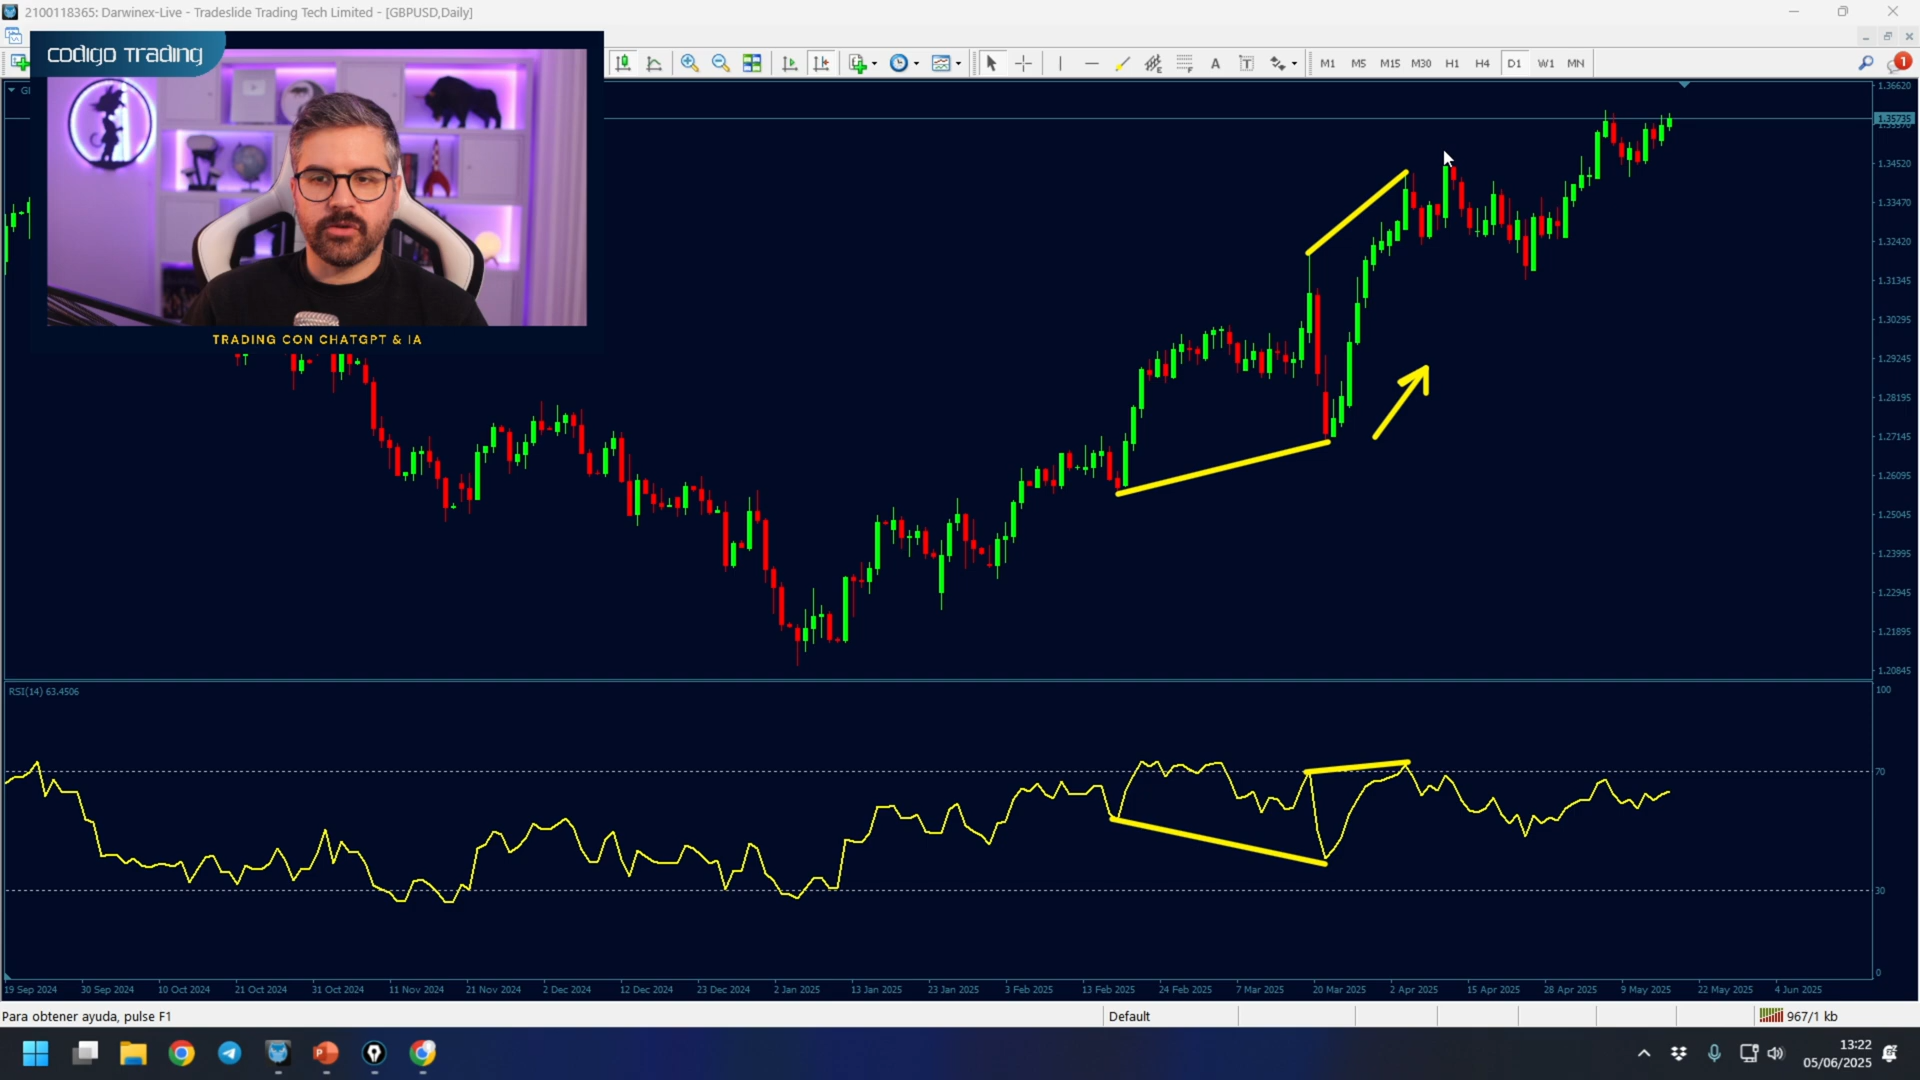 2100118365: Darwinex-Live - Tradeslide Trading Tech Limited - [GBPUSD,Daily]
codigo Trading
M1 M5 M15 M30 H1 H4 D1 W1 MN
1
TRADING CON CHATGPT & IA
1.36620
1.35735
1.34520
1.33470
1.32420
1.31345
1.30295
1.29245
1.28195
1.27145
1.26095
1.25045
1.23995
1.22945
1.21895
1.20845
RSI(14) 63.4506
100
70
30
0
19 Sep 2024 30 Sep 2024 10 Oct 2024 21 Oct 2024 31 Oct 2024 11 Nov 2024 21 Nov 2024 2 Dec 2024 12 Dec 2024 23 Dec 2024 2 Jan 2025 13 Jan 2025 23 Jan 2025 3 Feb 2025 13 Feb 2025 24 Feb 2025 7 Mar 2025 20 Mar 2025 2 Apr 2025 15 Apr 2025 28 Apr 2025 9 May 2025 22 May 2025 4 Jun 2025
Para obtener ayuda, pulse F1
Default
967/1 kb
13:22
05/06/2025